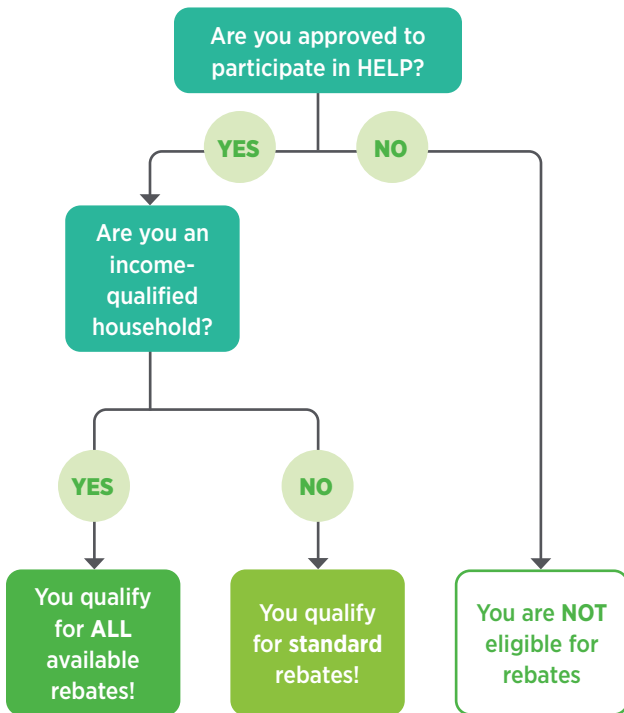 Are you approved to
participate in HELP?
YES
NO
Are you an
income-
qualified
household?
YES
NO
You qualify
for ALL
available
rebates!
You qualify
for standard
rebates!
You are NOT
eligible for
rebates